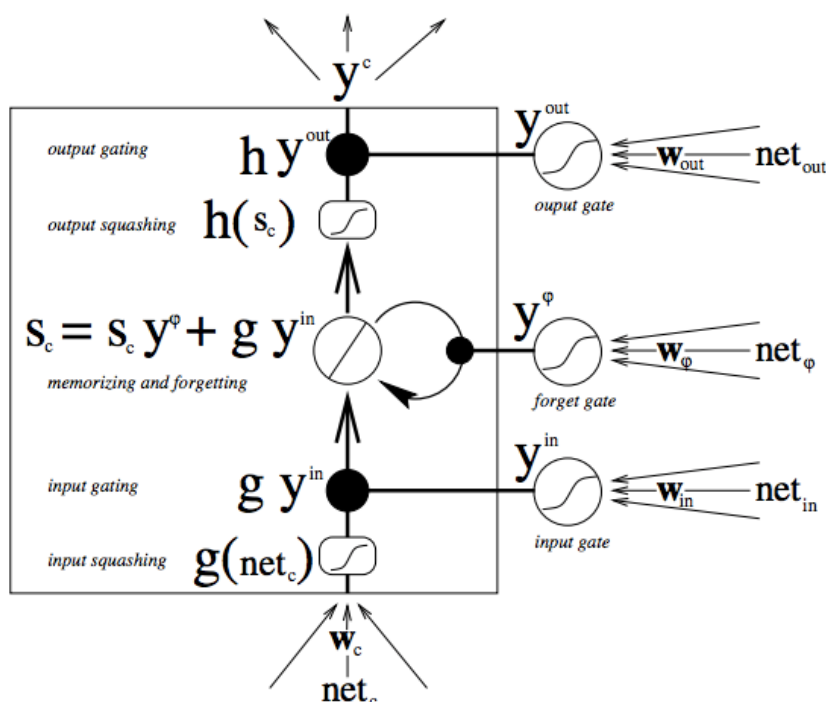 y^c
output gating
h y^out
y^out
w_out
net_out
ouput gate
output squashing
h(s_c)
s_c = s_c y^φ + g y^in
memorizing and forgetting
y^φ
w_φ
net_φ
forget gate
input gating
g y^in
y^in
w_in
net_in
input gate
input squashing
g(net_c)
w_c
net_c